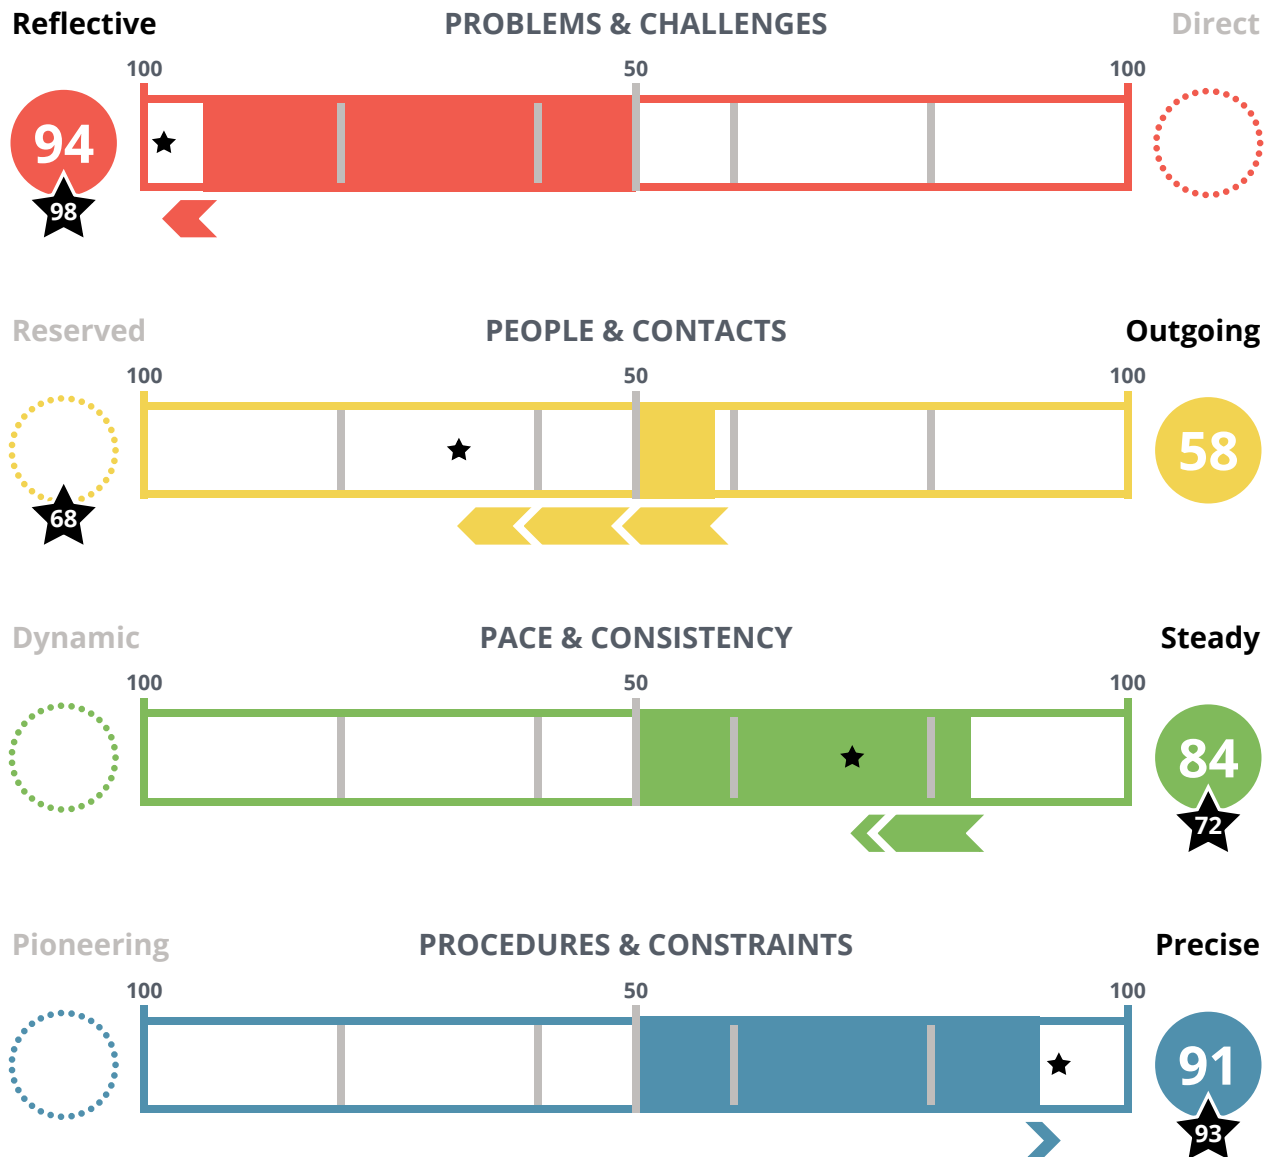 Reflective PROBLEMS & CHALLENGES Direct
100 50 100
94
98
Reserved PEOPLE & CONTACTS Outgoing
100 50 100
58
68
Dynamic PACE & CONSISTENCY Steady
100 50 100
84
72
Pioneering PROCEDURES & CONSTRAINTS Precise
100 50 100
91
93